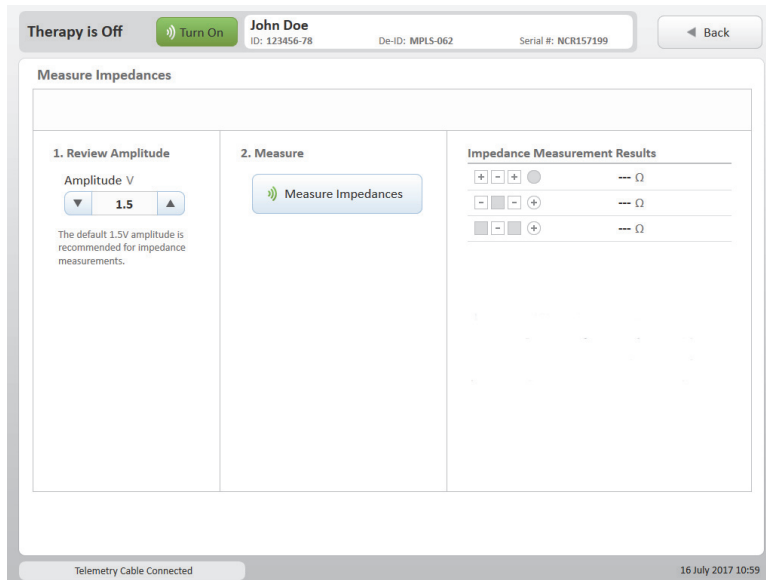 Therapy is Off
Turn On
John Doe
ID: 123456-78 De-ID: MPLS-062 Serial #: NCR157199
◀ Back
Measure Impedances
1. Review Amplitude
Amplitude V
▼ 1.5 ▲
The default 1.5V amplitude is
recommended for impedance
measurements.
2. Measure
Measure Impedances
Impedance Measurement Results
+ - + --- Ω
- - + --- Ω
- + --- Ω
Telemetry Cable Connected
16 July 2017 10:59